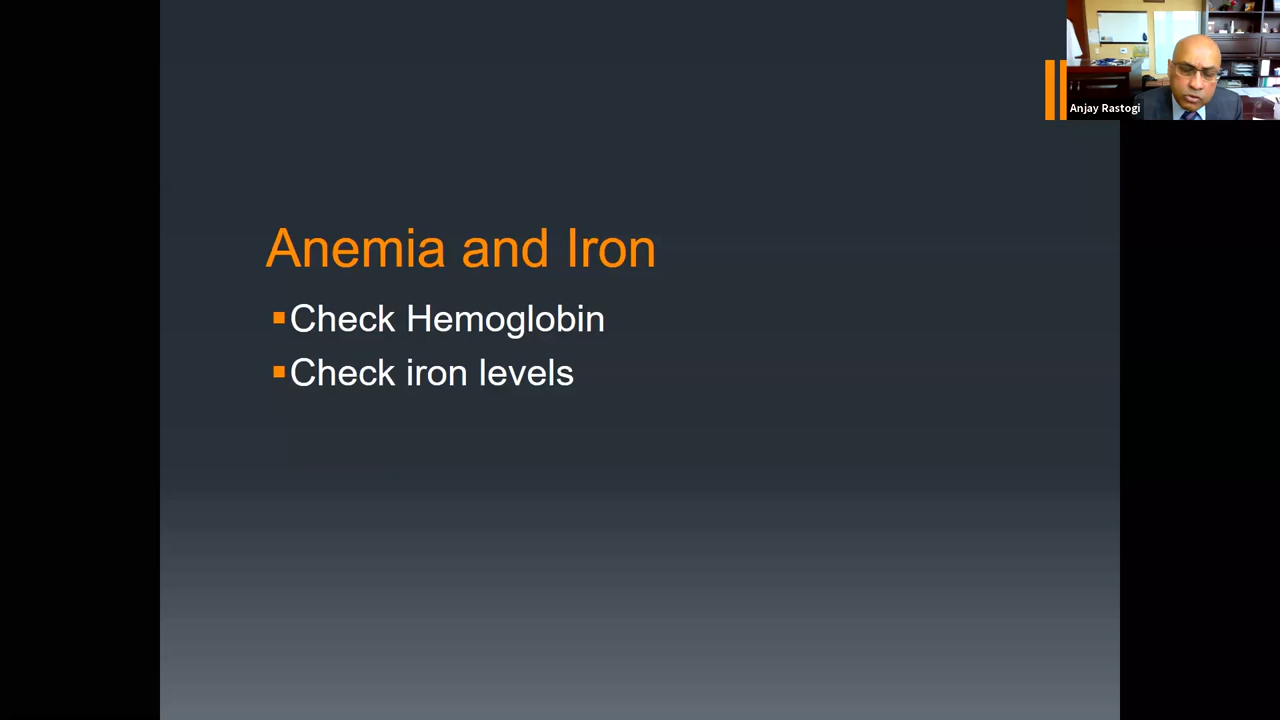 Anjay Rastogi
Anemia and Iron
Check Hemoglobin
Check iron levels